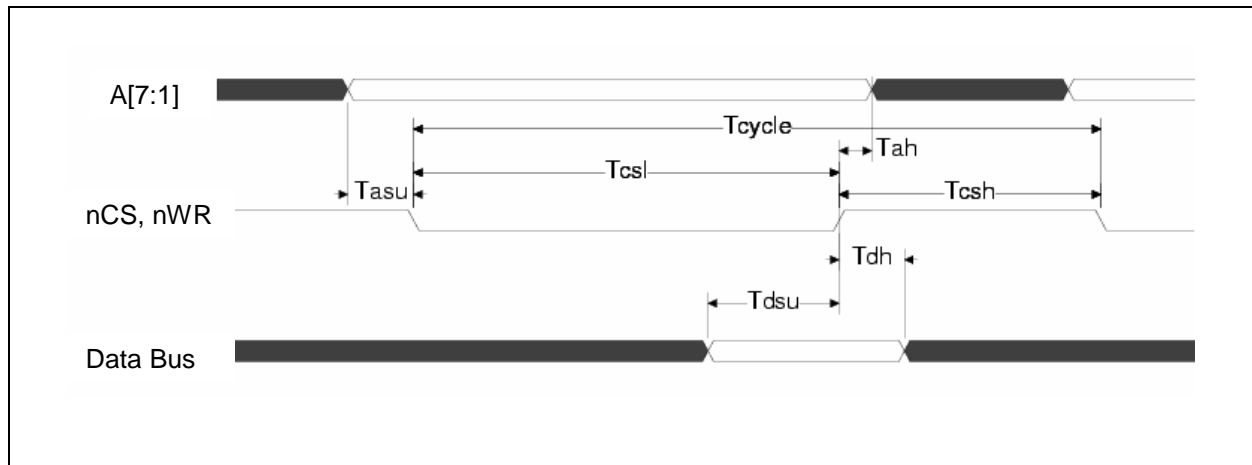 A[7:1]
Tcycle
Tah
Tcsl
Tasu
Tcsh
nCS, nWR
Tdh
Tdsu
Data Bus